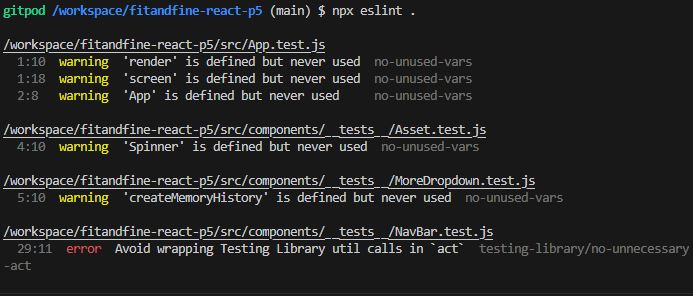 gitpod /workspace/fitandfine-react-p5 (main) $ npx eslint .
/workspace/fitandfine-react-p5/src/App.test.js
1:10 warning 'render' is defined but never used no-unused-vars
1:18 warning 'screen' is defined but never used no-unused-vars
2:8 warning 'App' is defined but never used no-unused-vars
/workspace/fitandfine-react-p5/src/components/__tests__/Asset.test.js
4:10 warning 'Spinner' is defined but never used no-unused-vars
/workspace/fitandfine-react-p5/src/components/__tests__/MoreDropdown.test.js
5:10 warning 'createMemoryHistory' is defined but never used no-unused-vars
/workspace/fitandfine-react-p5/src/components/__tests__/NavBar.test.js
29:11 error Avoid wrapping Testing Library util calls in `act` testing-library/no-unnecessary
-act